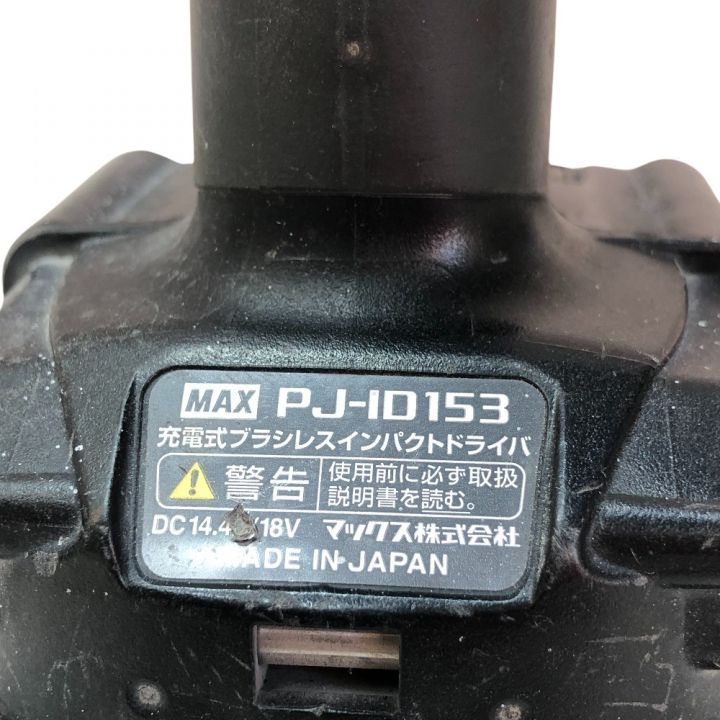 MAX PJ-ID153
充電式ブラシレスインパクトドライバ
警告 使用前に必ず取扱
説明書を読む。
DC14.4 /18V マックス株式会社
MADE IN JAPAN